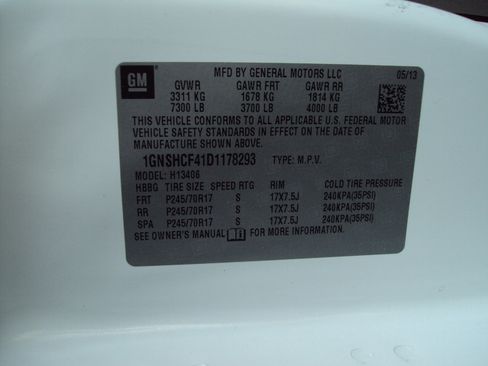 GM
MFD BY GENERAL MOTORS LLC 05/13
GVWR GAWR FRT GAWR RR
3311 KG 1678 KG 1814 KG
7300 LB 3700 LB 4000 LB
THIS VEHICLE CONFORMS TO ALL APPLICABLE U.S. FEDERAL MOTOR
VEHICLE SAFETY STANDARDS IN EFFECT ON THE DATE OF
MANUFACTURE SHOWN ABOVE.
1GNSHCF41D1178293 TYPE: M.P.V.
MODEL: H13406
HBBG TIRE SIZE SPEED RTG RIM COLD TIRE PRESSURE
FRT P245/70R17 S 17X7.5J 240KPA(35PSI)
RR P245/70R17 S 17X7.5J 240KPA(35PSI)
SPA P245/70R17 S 17X7.5J 240KPA(35PSI)
SEE OWNER'S MANUAL FOR MORE INFORMATION.